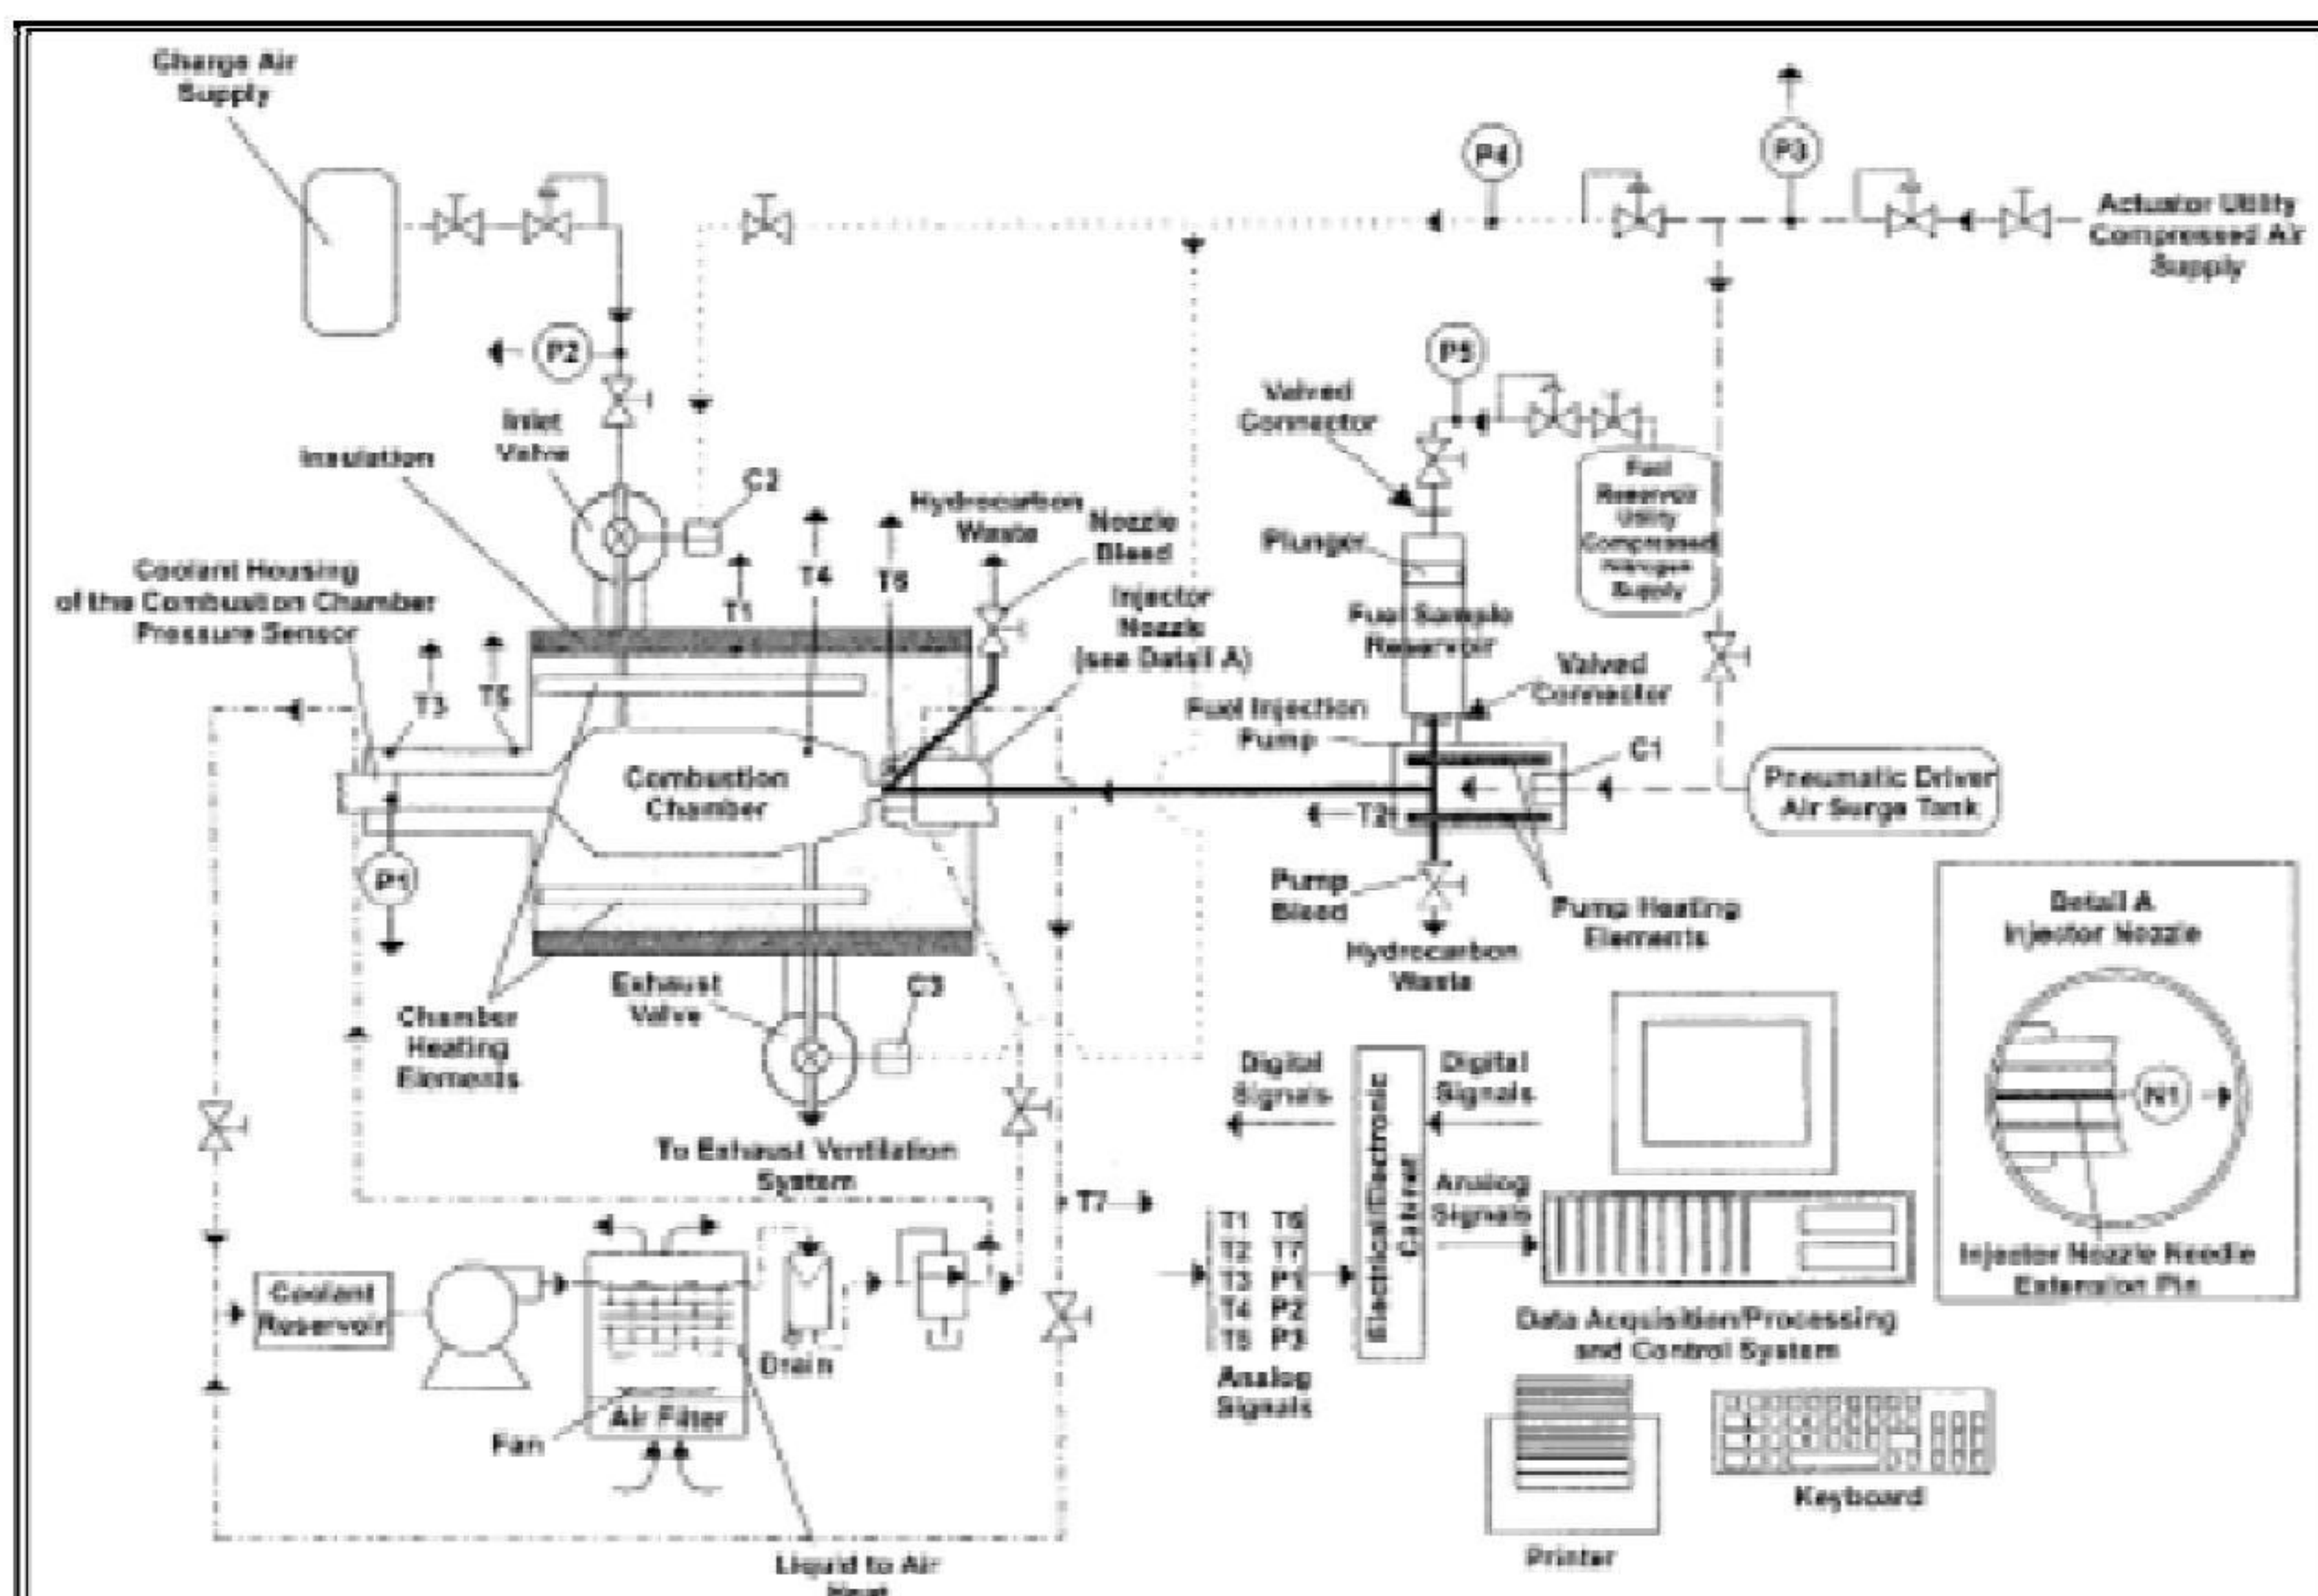 Charge Air
Supply
P4
P3
Actuator Utility
Compressed Air
Supply
P2
P5
Valved
Connector
Inlet
Valve
Insulation
C2
Hydrocarbon
Waste
Nozzle
Bleed
Plunger
Fuel
Reservoir
Utility
Compressed
Nitrogen
Supply
Coolant Housing
of the Combustion Chamber
Pressure Sensor
T1
T4
T6
Injector
Nozzle
(see Detail A)
Fuel Sample
Reservoir
Valved
Connector
T3
T5
Fuel Injection
Pump
C1
Combustion
Chamber
Pneumatic Driver
Air Surge Tank
T2
P1
Pump
Bleed
Pump Heating
Elements
Hydrocarbon
Waste
Detail A
Injector Nozzle
N1
Injector Nozzle Needle
Extension Pin
Exhaust
Valve
C3
Chamber
Heating
Elements
To Exhaust Ventilation
System
Digital
Signals
Electrical/Electronic
Cabinet
Digital
Signals
Analog
Signals
T7
T1 T6
T2 T7
T3 P1
T4 P2
T5 P3
Analog
Signals
Data Acquisition/Processing
and Control System
Coolant
Reservoir
Drain
Fan
Air Filter
Keyboard
Printer
Liquid to Air
Heat